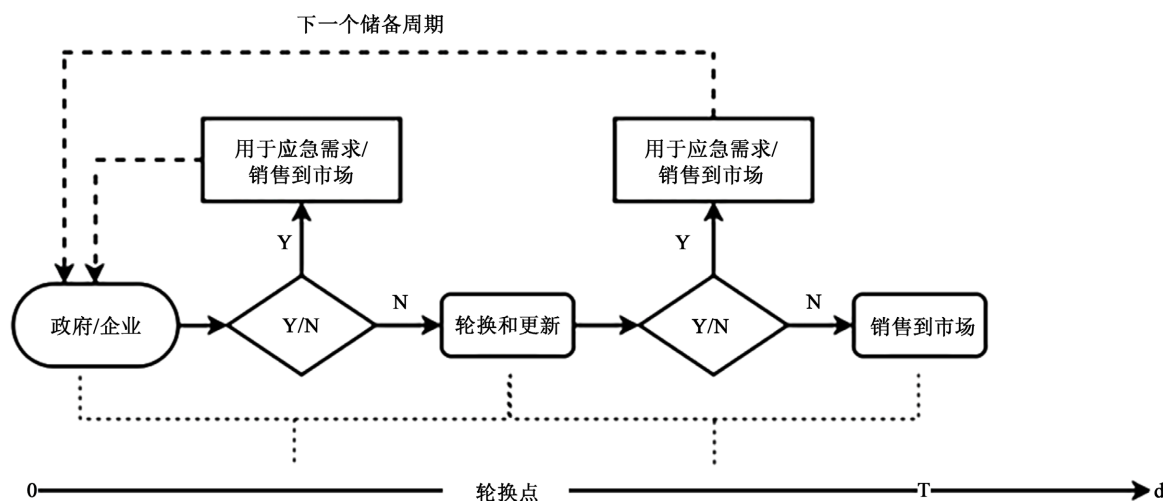 下一个储备周期
用于应急需求/
销售到市场
用于应急需求/
销售到市场
Y
Y
政府/企业
Y/N
N
轮换和更新
Y/N
N
销售到市场
0
轮换点
T
d